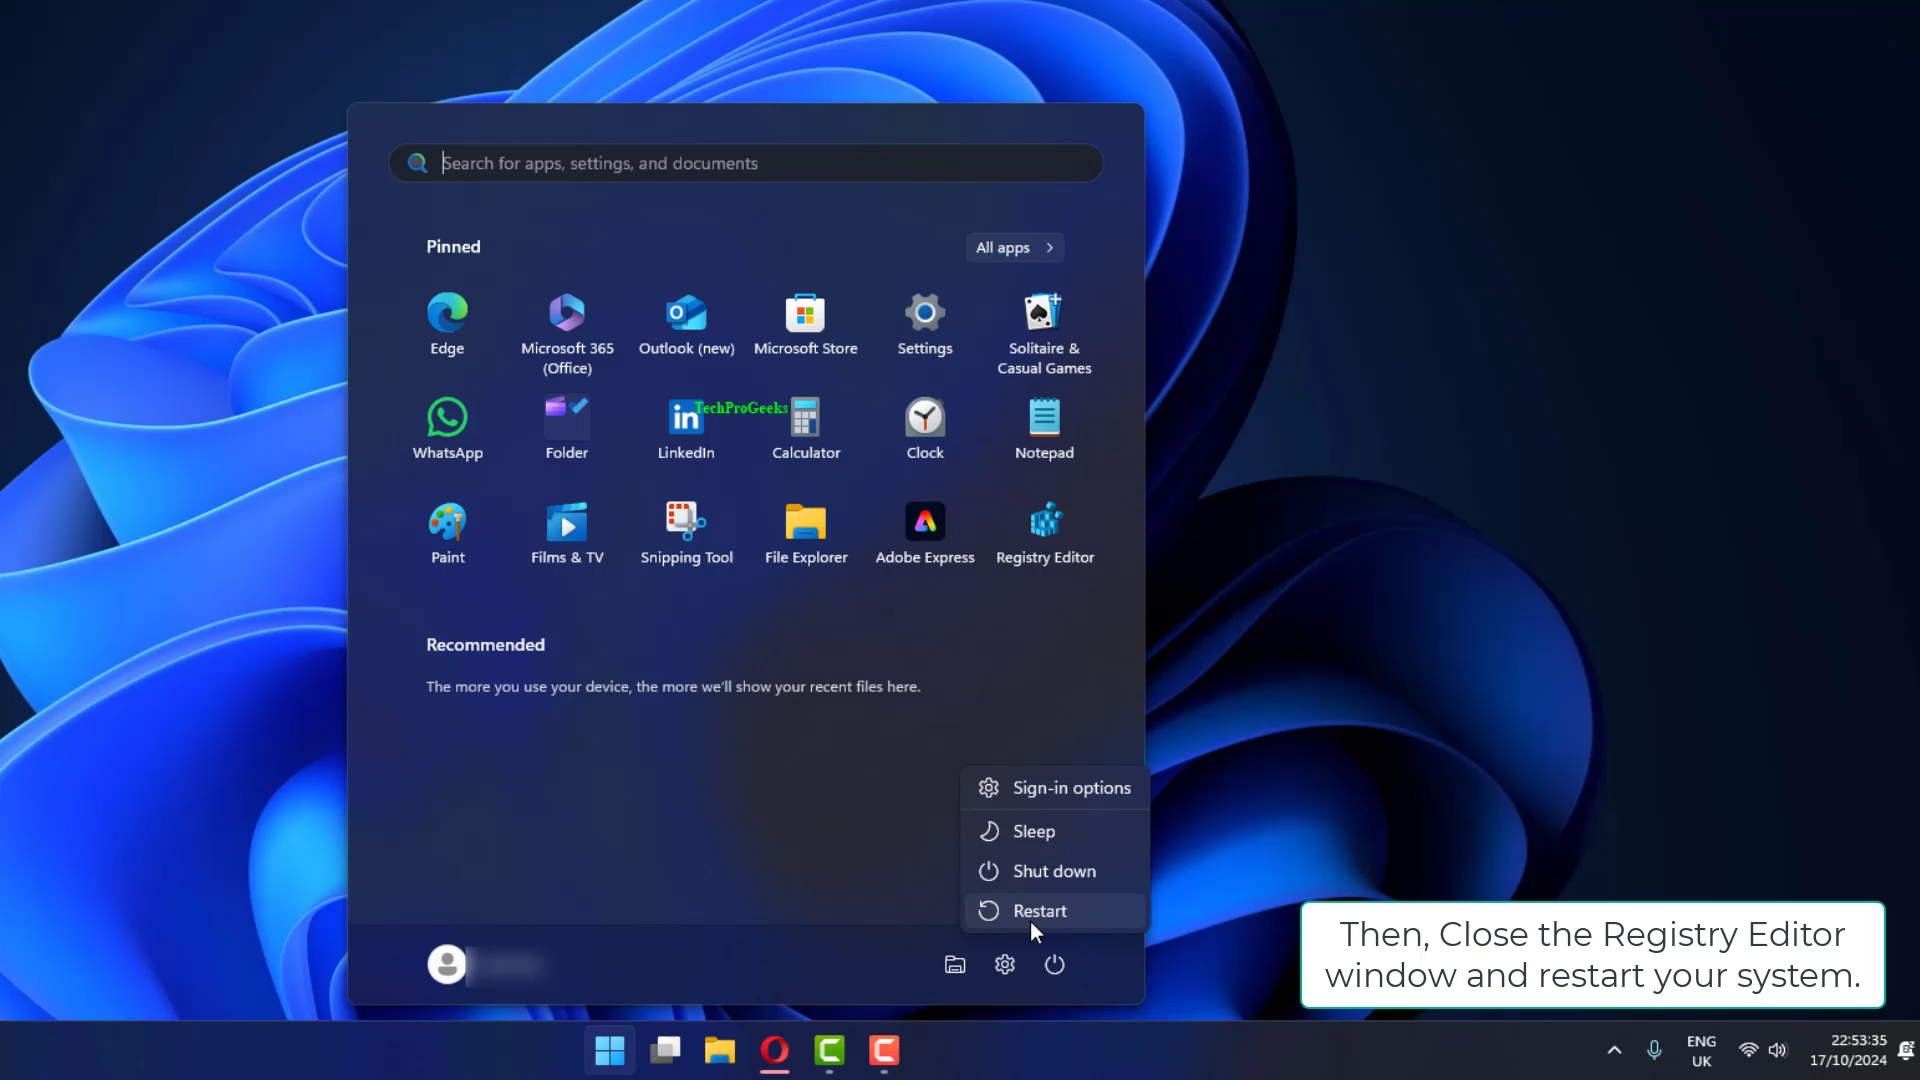 Search for apps, settings, and documents
Pinned
All apps
Edge
Microsoft 365
(Office)
Outlook (new)
Microsoft Store
Settings
Solitaire &
Casual Games
TechProGeeks
WhatsApp
Folder
LinkedIn
Calculator
Clock
Notepad
Paint
Films & TV
Snipping Tool
File Explorer
Adobe Express
Registry Editor
Recommended
The more you use your device, the more we'll show your recent files here.
Sign-in options
Sleep
Shut down
Restart
Then, Close the Registry Editor
window and restart your system.
ENG
UK
22:53:35
17/10/2024